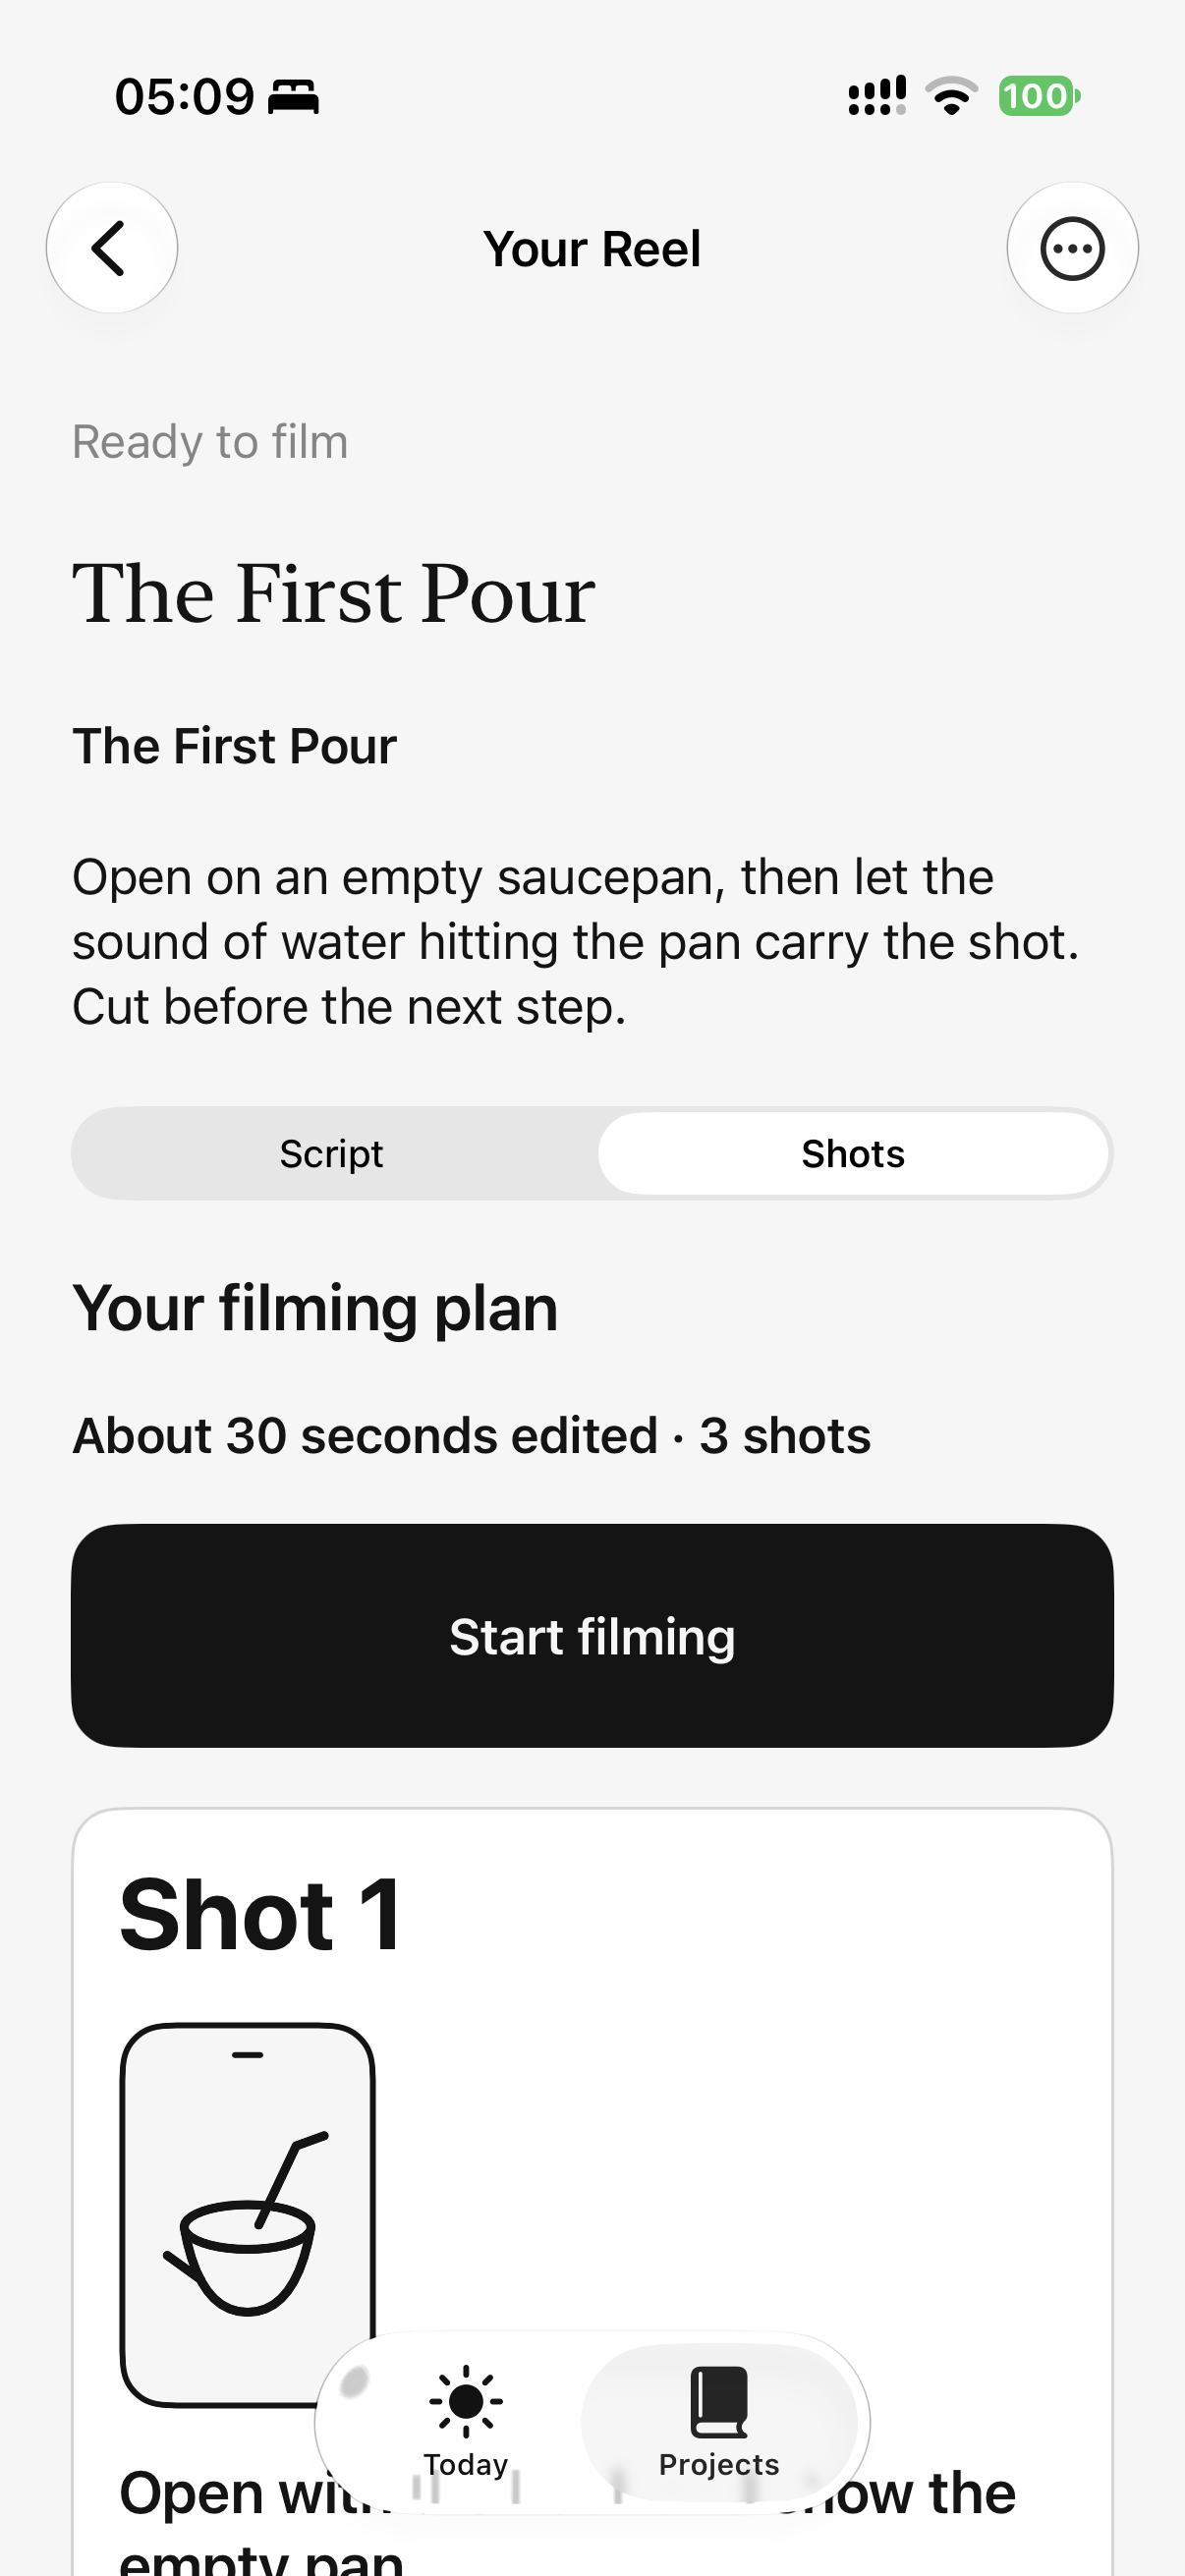 05:09
100
Your Reel
Ready to film
The First Pour
The First Pour
Open on an empty saucepan, then let the
sound of water hitting the pan carry the shot.
Cut before the next step.
Script
Shots
Your filming plan
About 30 seconds edited · 3 shots
Start filming
Shot 1
Today
Projects
Open the
empty pan